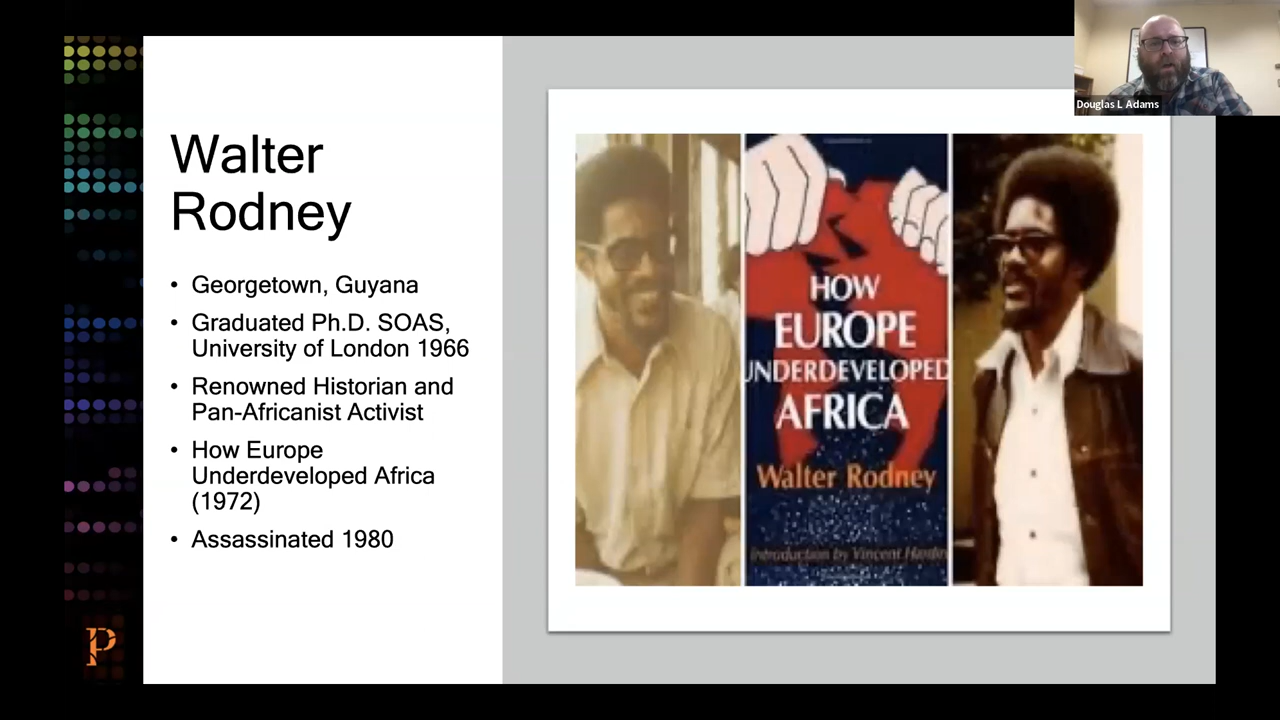 Douglas L Adams
Walter
Rodney
• Georgetown, Guyana
• Graduated Ph.D. SOAS,
University of London 1966
• Renowned Historian and
Pan-Africanist Activist
• How Europe
Underdeveloped Africa
(1972)
• Assassinated 1980
HOW
EUROPE
UNDERDEVELOPED
AFRICA
Walter Rodney
Introduction by Vincent
P